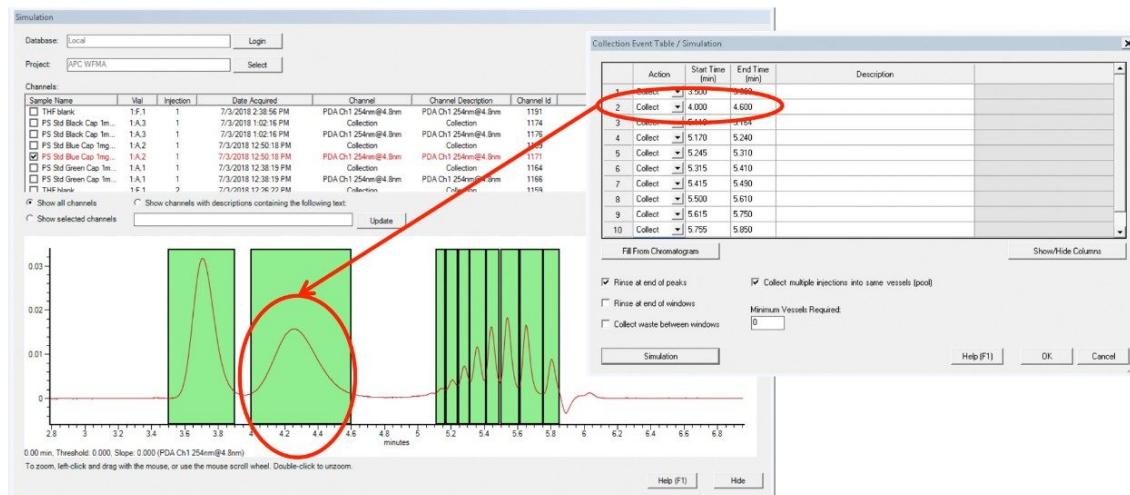 Simulation
Database: Local Login
Project: APC WFMA Select
Channels:
Sample Name Vial Injection Date Acquired Channel Channel Description Channel Id
THF blank 1:F,1 1 7/3/2018 2:38:56 PM PDA Ch1 254nm@4.8nm PDA Ch1 254nm@4.8nm 1191
PS Std Black Cap 1m... 1:A,3 1 7/3/2018 1:02:16 PM Collection Collection 1174
PS Std Black Cap 1m... 1:A,3 1 7/3/2018 1:02:16 PM PDA Ch1 254nm@4.8nm PDA Ch1 254nm@4.8nm 1176
PS Std Blue Cap 1mg... 1:A,2 1 7/3/2018 12:50:18 PM Collection Collection
PS Std Blue Cap 1mg... 1:A,2 1 7/3/2018 12:50:18 PM PDA Ch1 254nm@4.8nm PDA Ch1 254nm@4.8nm 1171
PS Std Green Cap 1m... 1:A,1 1 7/3/2018 12:38:19 PM Collection Collection 1164
PS Std Green Cap 1m... 1:A,1 1 7/3/2018 12:38:19 PM PDA Ch1 254nm@4.8nm PDA Ch1 254nm@4.8nm 1166
THF blank 1:F,1 2 7/3/2018 12:26:22 PM Collection Collection 1159
Show all channels Show channels with descriptions containing the following text:
Show selected channels Update
0.03
0.02
0.01
0
2.8 3 3.2 3.4 3.6 3.8 4 4.2 4.4 4.6 4.8 5 5.2 5.4 5.6 5.8 6 6.2 6.4 6.6 6.8
minutes
0.00 min, Threshold: 0.000, Slope: 0.000 (PDA Ch1 254nm@4.8nm)
To zoom, left-click and drag with the mouse, or use the mouse scroll wheel. Double-click to unzoom.
Help (F1) Hide
Collection Event Table / Simulation
Action Start Time (min) End Time (min) Description
1 Collect 3.500
2 Collect 4.000 4.600
3 Collect 5.164
4 Collect 5.170 5.240
5 Collect 5.245 5.310
6 Collect 5.315 5.410
7 Collect 5.415 5.490
8 Collect 5.500 5.610
9 Collect 5.615 5.750
10 Collect 5.755 5.850
Fill From Chromatogram Show/Hide Columns
Rinse at end of peaks Collect multiple injections into same vessels (pool)
Rinse at end of windows
Minimum Vessels Required:
Collect waste between windows 0
Simulation Help (F1) OK Cancel